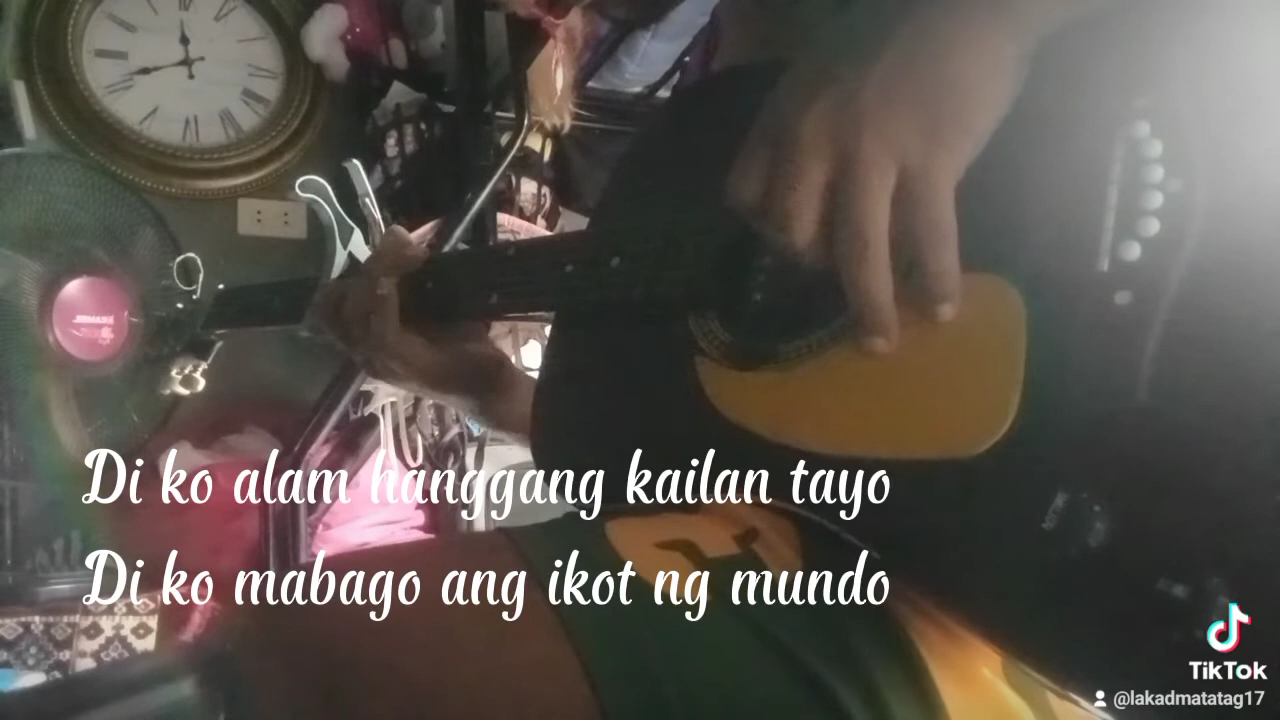 Di ko alam hanggang kailan tayo
Di ko mabago ang ikot ng mundo
TikTok
@lakadmatatag17